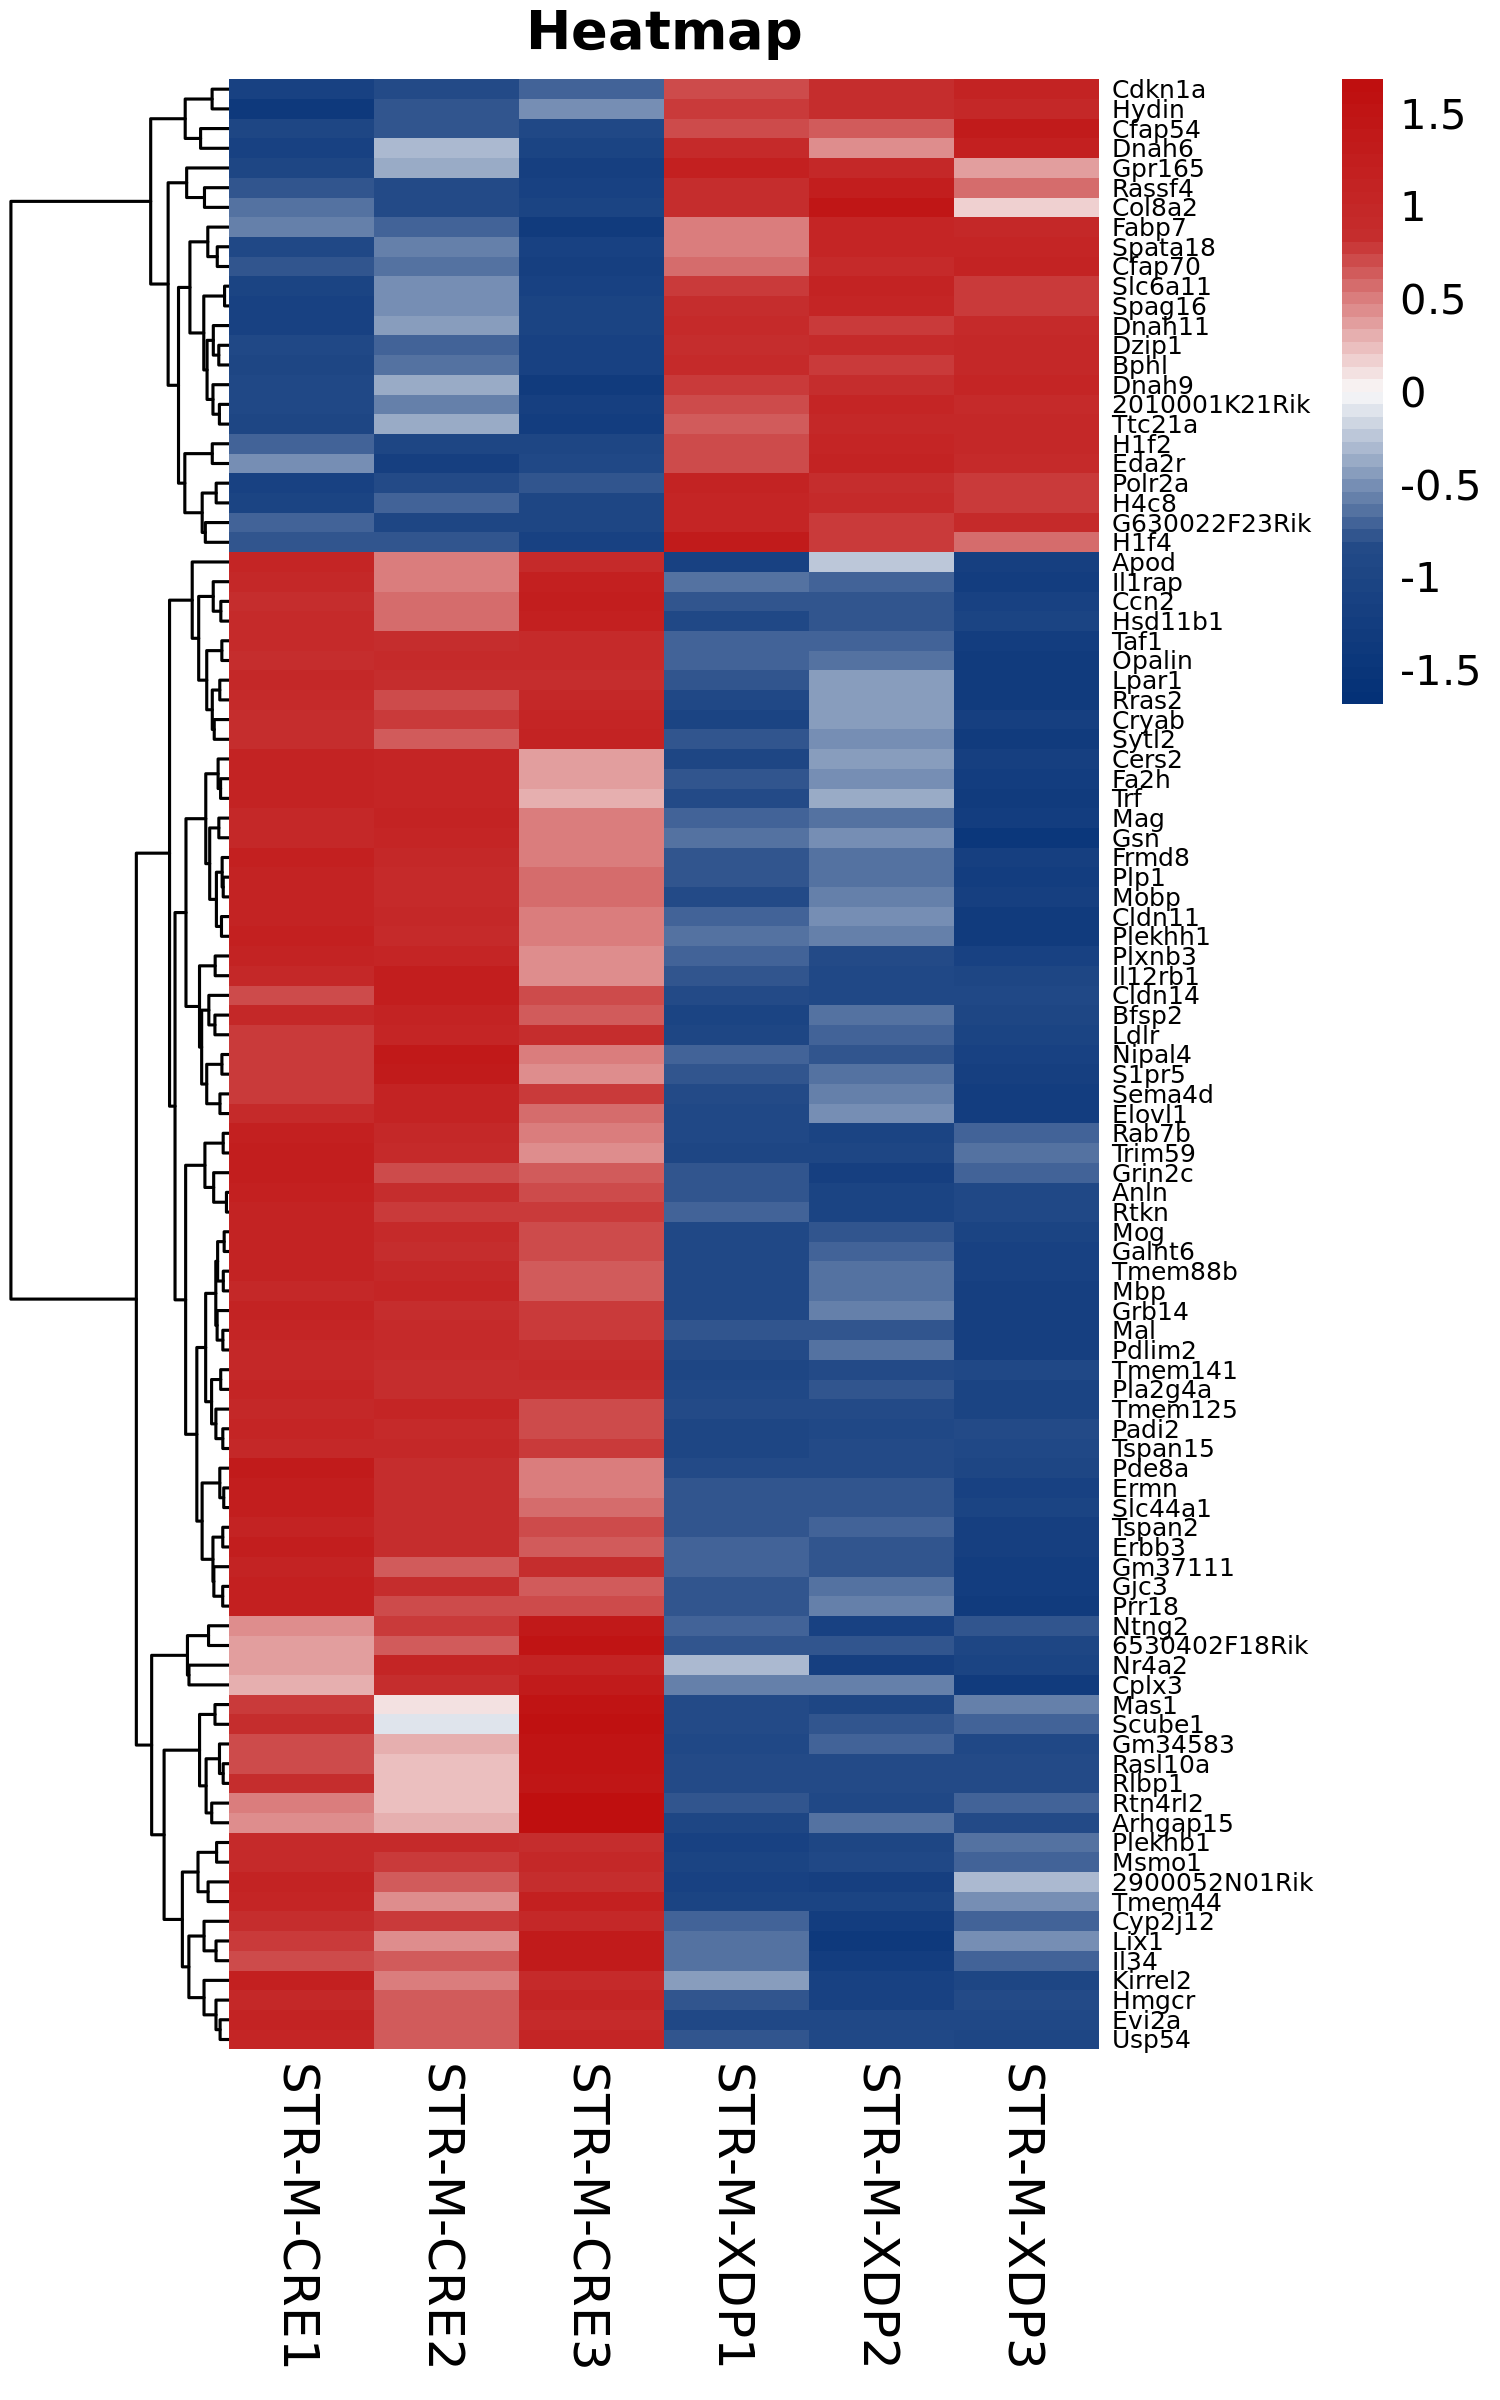 Heatmap
Cdkn1a
Hydin
Cfap54
Dnah6
Gpr165
Rassf4
Col8a2
Fabp7
Spata18
Cfap70
Slc6a11
Spag16
Dnah11
Dzip1
Bphl
Dnah9
2010001K21Rik
Ttc21a
H1f2
Eda2r
Polr2a
H4c8
G630022F23Rik
H1f4
Apod
Il1rap
Ccn2
Hsd11b1
Taf1
Opalin
Lpar1
Rras2
Cryab
Sytl2
Cers2
Fa2h
Trf
Mag
Gsn
Frmd8
Plp1
Mobp
Cldn11
Plekhh1
Plxnb3
Il12rb1
Cldn14
Bfsp2
Ldlr
Nipal4
S1pr5
Sema4d
Elovl1
Rab7b
Trim59
Grin2c
Anln
Rtkn
Mog
Galnt6
Tmem88b
Mbp
Grb14
Mal
Pdlim2
Tmem141
Pla2g4a
Tmem125
Padi2
Tspan15
Pde8a
Ermn
Slc44a1
Tspan2
Erbb3
Gm37111
Gjc3
Prr18
Ntng2
6530402F18Rik
Nr4a2
Cplx3
Mas1
Scube1
Gm34583
Rasl10a
Rlbp1
Rtn4rl2
Arhgap15
Plekhb1
Msmo1
2900052N01Rik
Tmem44
Cyp2j12
Lix1
Il34
Kirrel2
Hmgcr
Evi2a
Usp54
1.5
1
0.5
0
-0.5
-1
-1.5
STR-M-CRE1
STR-M-CRE2
STR-M-CRE3
STR-M-XDP1
STR-M-XDP2
STR-M-XDP3